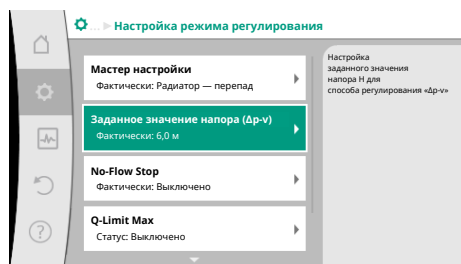 ... ▶ Настройка режима регулирования
Мастер настройки
Фактически: Радиатор — перепад
Заданное значение напора (Δp-v)
Фактически: 6,0 м
No-Flow Stop
Фактически: Выключено
Q-Limit Max
Статус: Выключено
Настройка
заданного значения
напора H для
способа регулирования «Δp-v»